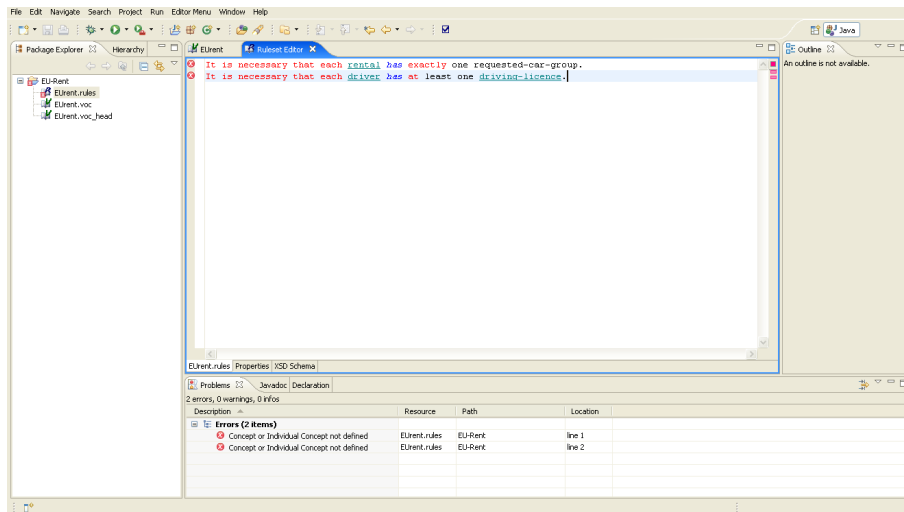 File Edit Navigate Search Project Run Editor Menu Window Help
Java
Package Explorer Hierarchy
EU-Rent
EUrent.rules
EUrent.voc
EUrent.voc_head
EUrent Ruleset Editor
It is necessary that each rental has exactly one requested-car-group.
It is necessary that each driver has at least one driving-licence.
EUrent.rules Properties XSD Schema
Outline
An outline is not available.
Problems Javadoc Declaration
2 errors, 0 warnings, 0 infos
Description Resource Path Location
Errors (2 items)
Concept or Individual Concept not defined EUrent.rules EU-Rent line 1
Concept or Individual Concept not defined EUrent.rules EU-Rent line 2